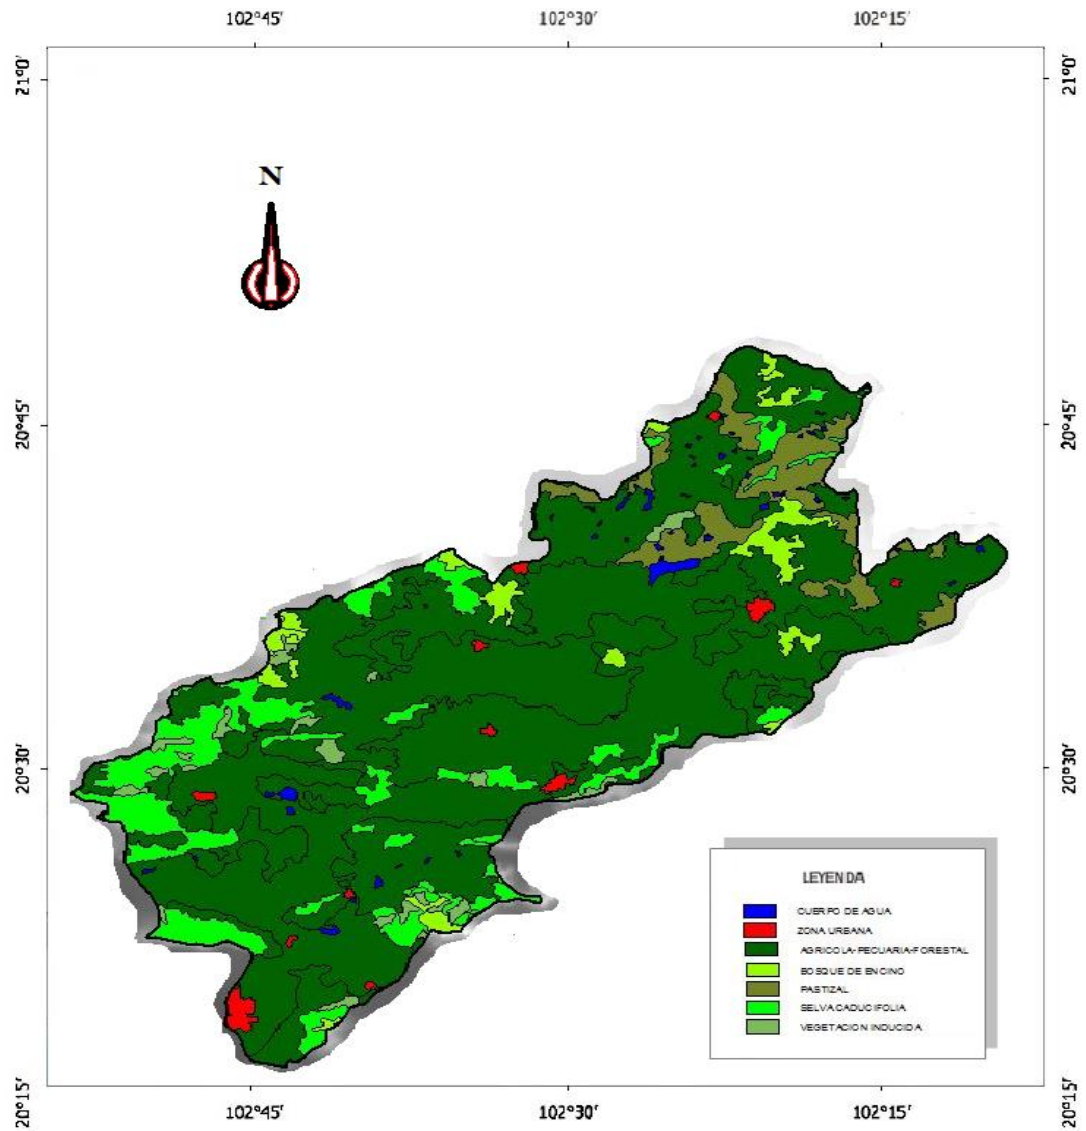 102°45' 102°30' 102°15'
21°0' 21°0'
N
20°45' 20°45'
20°30' 20°30'
LEYENDA
CUERPO DE AGUA
ZONA URBANA
AGRICOLA-PECUARIA-FORESTAL
BOSQUE DE ENCINO
PASTIZAL
SELVA CADUCIFOLIA
VEGETACION INDUCIDA
20°15' 20°15'
102°45' 102°30' 102°15'